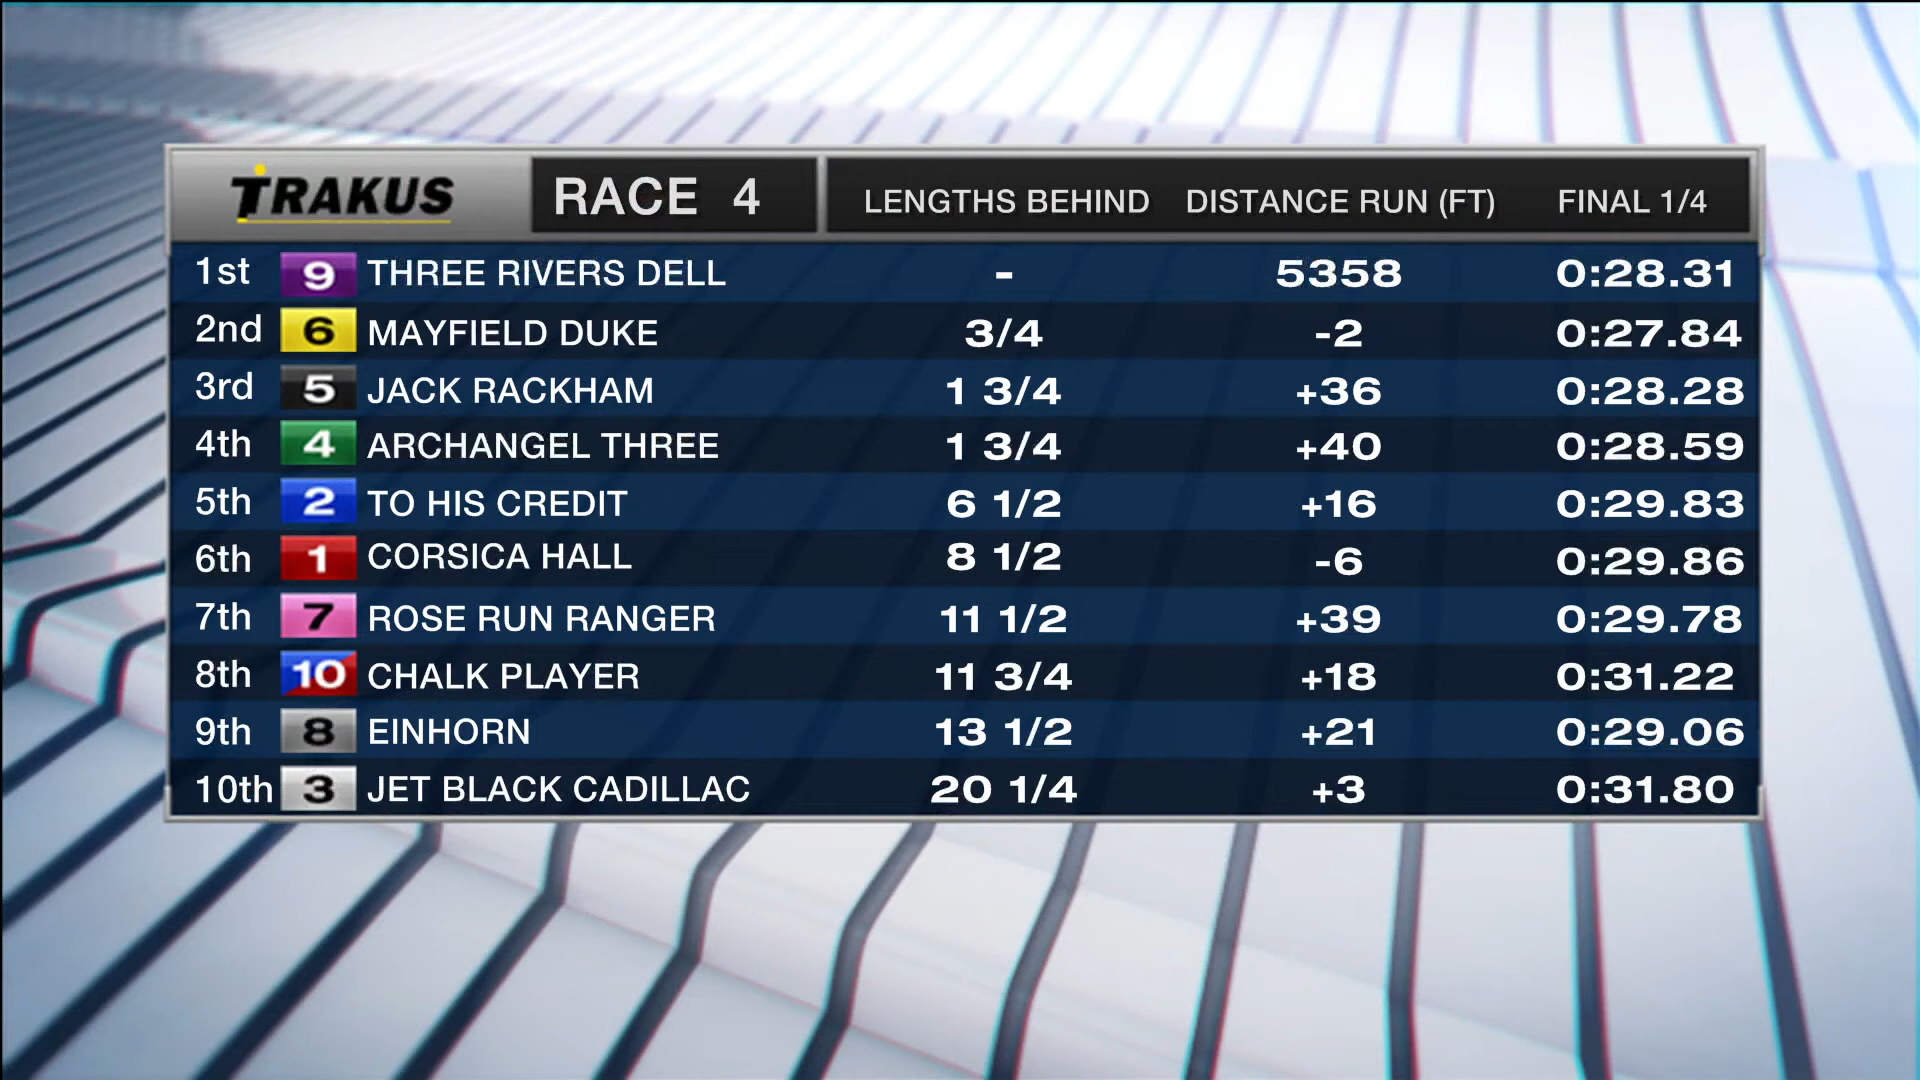 TRAKUS RACE 4 LENGTHS BEHIND DISTANCE RUN (FT) FINAL 1/4
1st 9 THREE RIVERS DELL - 5358 0:28.31
2nd 6 MAYFIELD DUKE 3/4 -2 0:27.84
3rd 5 JACK RACKHAM 1 3/4 +36 0:28.28
4th 4 ARCHANGEL THREE 1 3/4 +40 0:28.59
5th 2 TO HIS CREDIT 6 1/2 +16 0:29.83
6th 1 CORSICA HALL 8 1/2 -6 0:29.86
7th 7 ROSE RUN RANGER 11 1/2 +39 0:29.78
8th 10 CHALK PLAYER 11 3/4 +18 0:31.22
9th 8 EINHORN 13 1/2 +21 0:29.06
10th 3 JET BLACK CADILLAC 20 1/4 +3 0:31.80